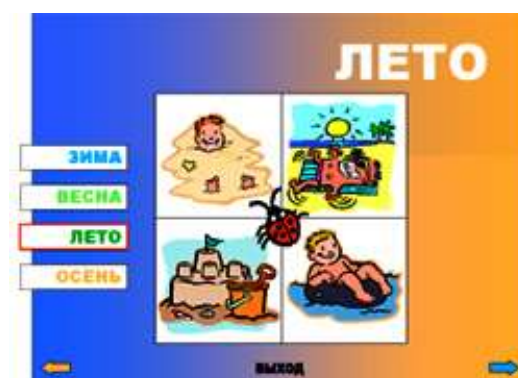 ЛЕТО
ЗИМА
ВЕСНА
ЛЕТО
ОСЕНЬ
ВЫХОД